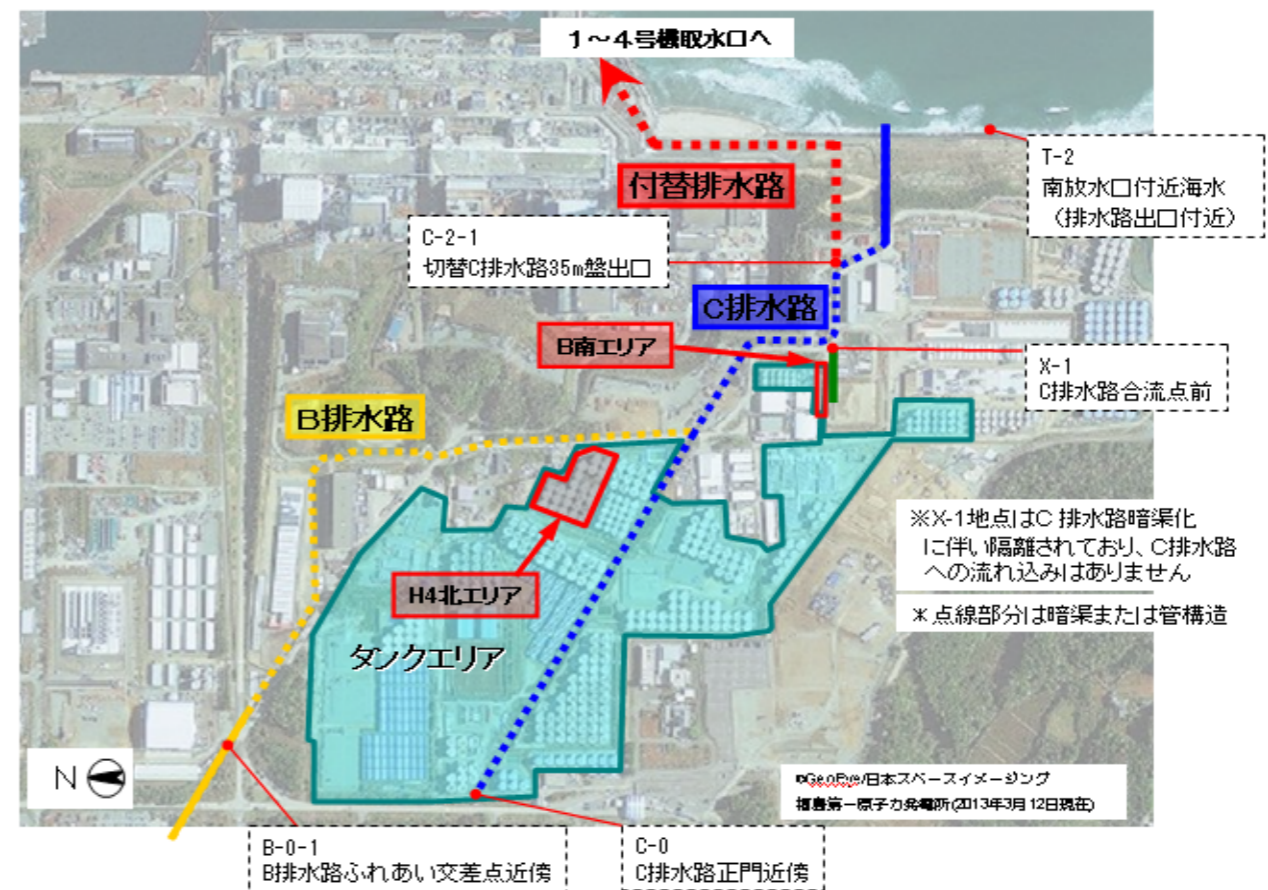 1~4号機取水口へ
T-2
南放水口付近海水
(排水路出口付近)
付替排水路
C-2-1
切替C排水路35m盤出口
C排水路
B南エリア
X-1
C排水路合流点前
B排水路
※X-1地点はC排水路暗渠化
に伴い隔離されており、C排水路
への流れ込みはありません
H4北エリア
*点線部分は暗渠または管構造
タンクエリア
N
©GeoEye/日本スペースイメージング
福島第一原子力発電所(2013年3月12日現在)
B-0-1
B排水路ふれあい交差点近傍
C-0
C排水路正門近傍